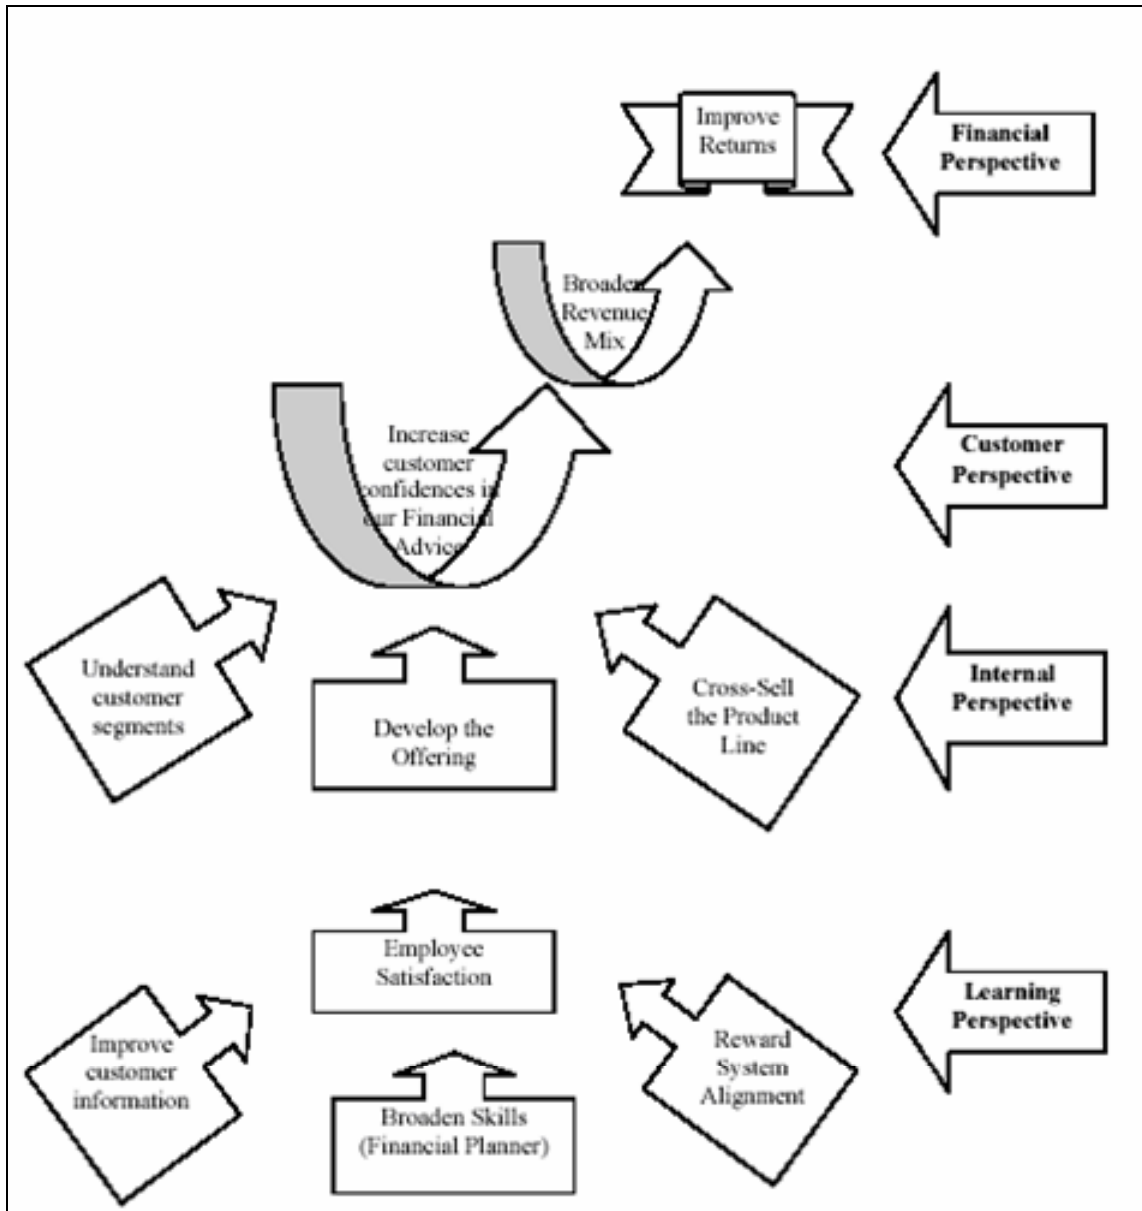 Improve
Returns
Financial
Perspective
Broaden
Revenue
Mix
Increase
customer
confidences in
our Financial
Advice
Customer
Perspective
Understand
customer
segments
Develop the
Offering
Cross-Sell
the Product
Line
Internal
Perspective
Employee
Satisfaction
Improve
customer
information
Broaden Skills
(Financial Planner)
Reward
System
Alignment
Learning
Perspective